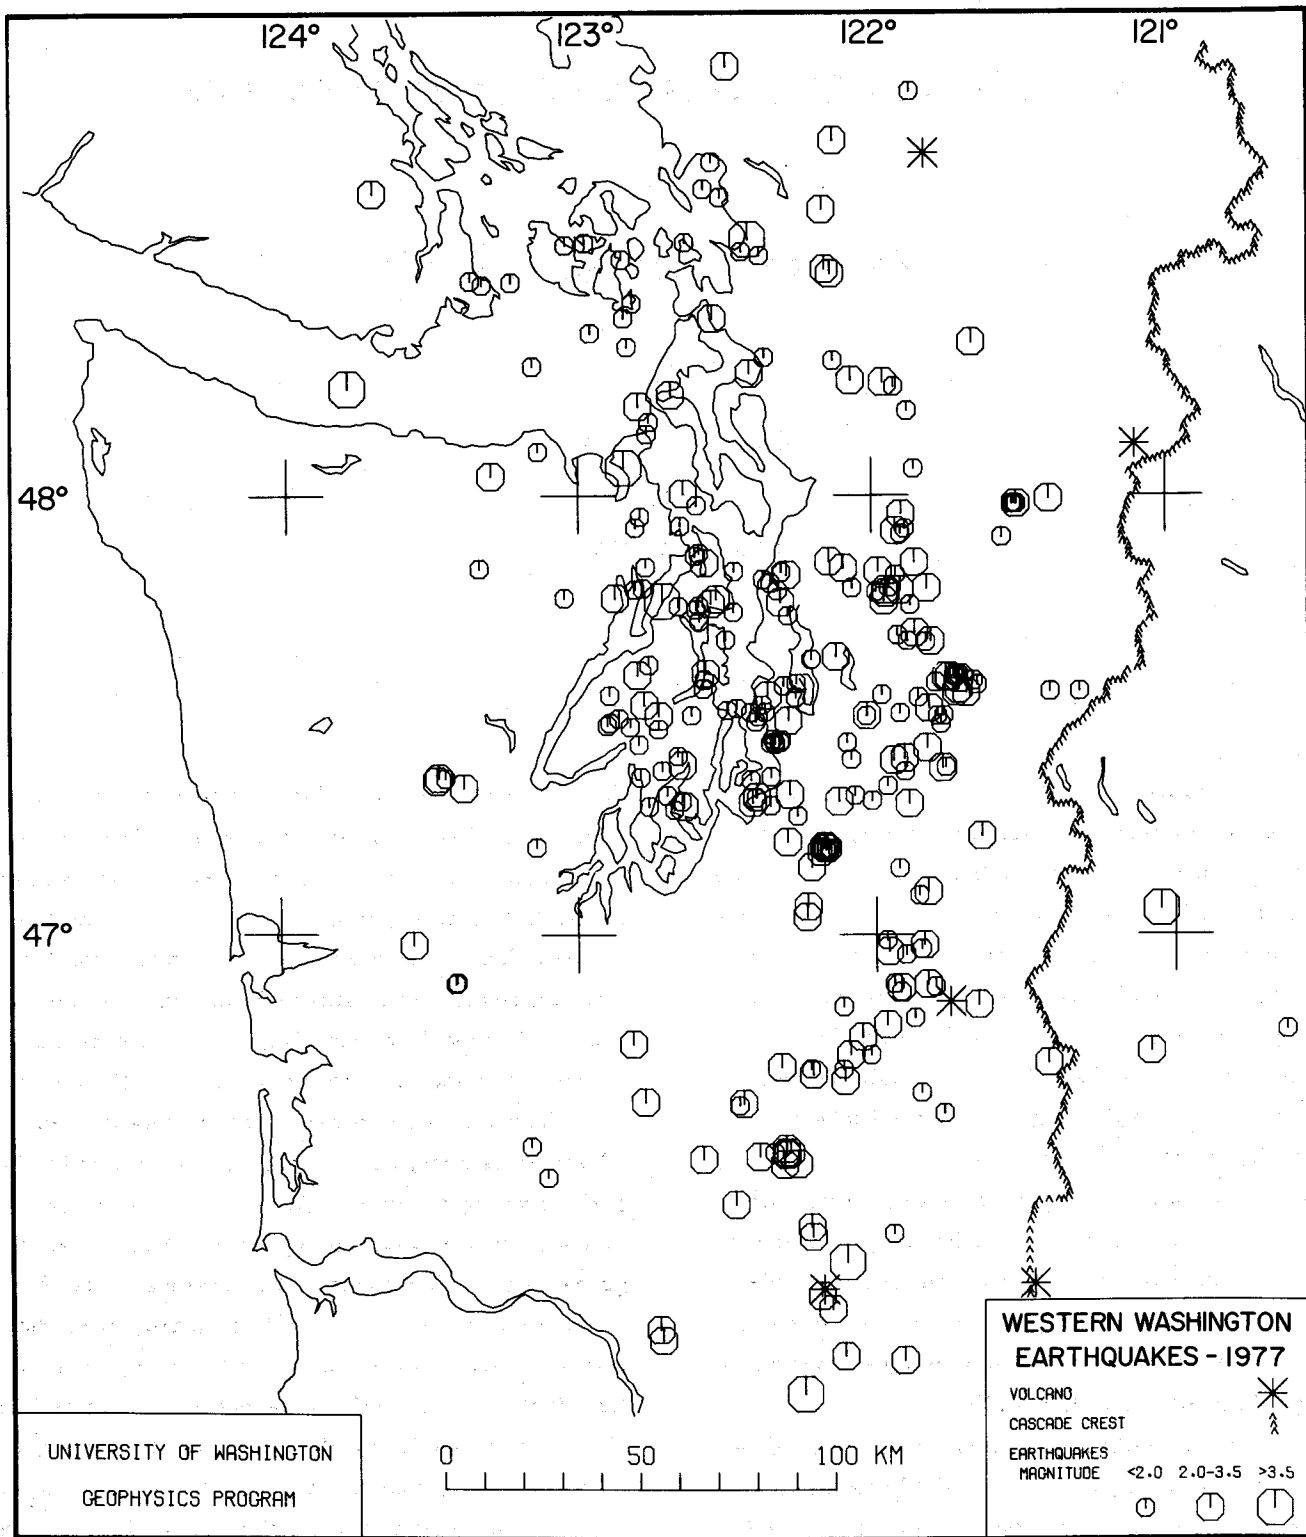 124° 123° 122° 121°
48°
47°
WESTERN WASHINGTON
EARTHQUAKES - 1977
VOLCANO
CASCADE CREST
EARTHQUAKES
MAGNITUDE <2.0 2.0-3.5 >3.5
UNIVERSITY OF WASHINGTON
GEOPHYSICS PROGRAM
0 50 100 KM